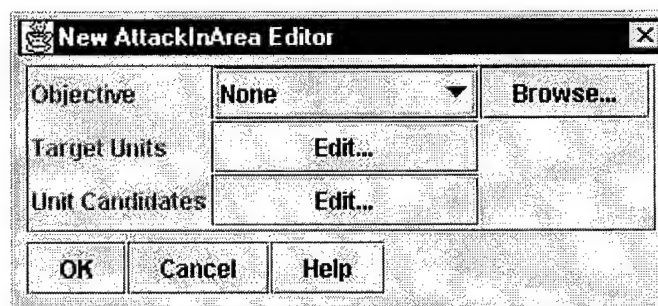 New AttackInArea Editor
Objective None Browse...
Target Units Edit...
Unit Candidates Edit...
OK Cancel Help